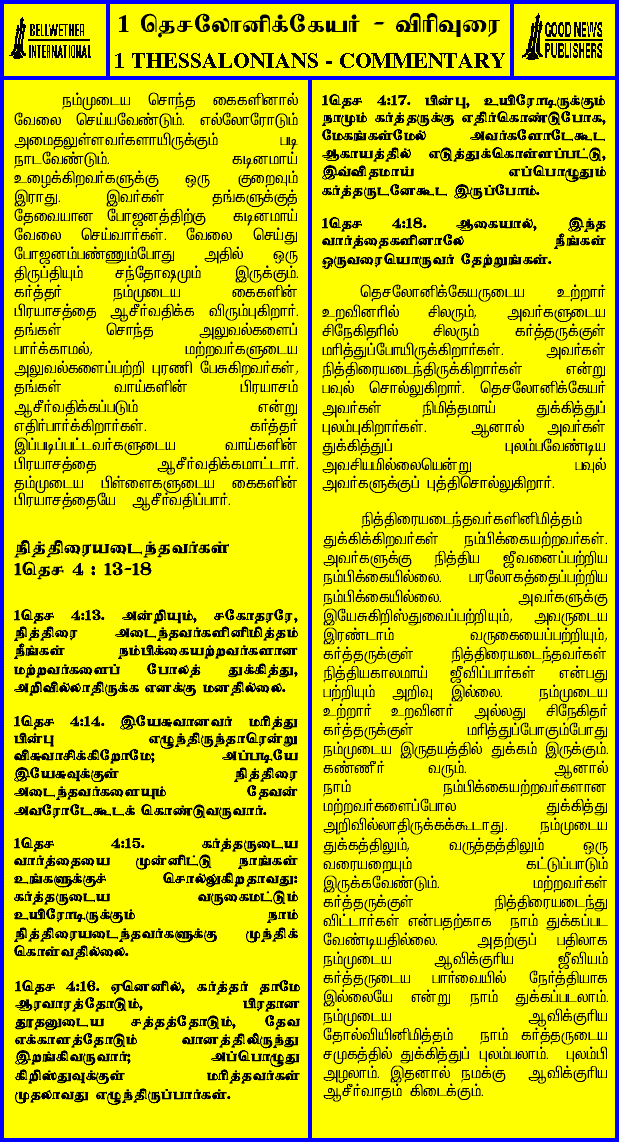 BELLWETHER
INTERNATIONAL
1 தெசலோனிக்கேயர் - விரிவுரை
1 THESSALONIANS - COMMENTARY
GOOD NEWS
PUBLISHERS
நம்முடைய சொந்த கைகளினால்
வேலை செய்யவேண்டும். எல்லோரோடும்
அமைதலுள்ளவர்களாயிருக்கும் படி
நாடவேண்டும். கடினமாய்
உழைக்கிறவர்களுக்கு ஒரு குறைவும்
இராது. இவர்கள் தங்களுக்குத்
தேவையான போஜனத்திற்கு கடினமாய்
வேலை செய்வார்கள். வேலை செய்து
போஜனம்பண்ணும்போது அதில் ஒரு
திருப்தியும் சந்தோஷமும் இருக்கும்.
கர்த்தர் நம்முடைய கைகளின்
பிரயாசத்தை ஆசீர்வதிக்க விரும்புகிறார்.
தங்கள் சொந்த அலுவல்களைப்
பார்க்காமல், மற்றவர்களுடைய
அலுவல்களைப்பற்றி புரணி பேசுகிறவர்கள்,
தங்கள் வாய்களின் பிரயாசம்
ஆசீர்வதிக்கப்படும் என்று
எதிர்பார்க்கிறார்கள். கர்த்தர்
இப்படிப்பட்டவர்களுடைய வாய்களின்
பிரயாசத்தை ஆசீர்வதிக்கமாட்டார்.
தம்முடைய பிள்ளைகளுடைய கைகளின்
பிரயாசத்தையே ஆசீர்வதிப்பார்.
நித்திரையடைந்தவர்கள்
1தெச 4 : 13-18
1தெச 4:13. அன்றியும், சகோதரரே,
நித்திரை அடைந்தவர்களினிமித்தம்
நீங்கள் நம்பிக்கையற்றவர்களான
மற்றவர்களைப் போலத் துக்கித்து,
அறிவில்லாதிருக்க எனக்கு மனதில்லை.
1தெச 4:14. இயேசுவானவர் மரித்து
பின்பு எழுந்திருந்தாரென்று
விசுவாசிக்கிறோமே; அப்படியே
இயேசுவுக்குள் நித்திரை
அடைந்தவர்களையும் தேவன்
அவரோடேகூடக் கொண்டுவருவார்.
1தெச 4:15. கர்த்தருடைய
வார்த்தையை முன்னிட்டு நாங்கள்
உங்களுக்குச் சொல்லுகிறதாவது:
கர்த்தருடைய வருகைமட்டும்
உயிரோடிருக்கும் நாம்
நித்திரையடைந்தவர்களுக்கு முந்திக்
கொள்வதில்லை.
1தெச 4:16. ஏனெனில், கர்த்தர் தாமே
ஆரவாரத்தோடும், பிரதான
தூதனுடைய சத்தத்தோடும், தேவ
எக்காளத்தோடும் வானத்திலிருந்து
இறங்கிவருவார்; அப்பொழுது
கிறிஸ்துவுக்குள் மரித்தவர்கள்
முதலாவது எழுந்திருப்பார்கள்.
1தெச 4:17. பின்பு, உயிரோடிருக்கும்
நாமும் கர்த்தருக்கு எதிர்கொண்டுபோக,
மேகங்கள்மேல் அவர்களோடேகூட
ஆகாயத்தில் எடுத்துக்கொள்ளப்பட்டு,
இவ்விதமாய் எப்பொழுதும்
கர்த்தருடனேகூட இருப்போம்.
1தெச 4:18. ஆகையால், இந்த
வார்த்தைகளினாலே நீங்கள்
ஒருவரையொருவர் தேற்றுங்கள்.
தெசலோனிக்கேயருடைய உற்றார்
உறவினரில் சிலரும், அவர்களுடைய
சிநேகிதரில் சிலரும் கர்த்தருக்குள்
மரித்துப்போயிருக்கிறார்கள். அவர்கள்
நித்திரையடைந்திருக்கிறார்கள் என்று
பவுல் சொல்லுகிறார். தெசலோனிக்கேயர்
அவர்கள் நிமித்தமாய் துக்கித்துப்
புலம்புகிறார்கள். ஆனால் அவர்கள்
துக்கித்துப் புலம்பவேண்டிய
அவசியமில்லையென்று பவுல்
அவர்களுக்குப் புத்திசொல்லுகிறார்.
நித்திரையடைந்தவர்களினிமித்தம்
துக்கிக்கிறவர்கள் நம்பிக்கையற்றவர்கள்.
அவர்களுக்கு நித்திய ஜீவனைப்பற்றிய
நம்பிக்கையில்லை. பரலோகத்தைப்பற்றிய
நம்பிக்கையில்லை. அவர்களுக்கு
இயேசுகிறிஸ்துவைப்பற்றியும், அவருடைய
இரண்டாம் வருகையைப்பற்றியும்,
கர்த்தருக்குள் நித்திரையடைந்தவர்கள்
நித்தியகாலமாய் ஜீவிப்பார்கள் என்பது
பற்றியும் அறிவு இல்லை. நம்முடைய
உற்றார் உறவினர் அல்லது சிநேகிதர்
கர்த்தருக்குள் மரித்துப்போகும்போது
நம்முடைய இருதயத்தில் துக்கம் இருக்கும்.
கண்ணீர் வரும். ஆனால்
நாம் நம்பிக்கையற்றவர்களான
மற்றவர்களைப்போல துக்கித்து
அறிவில்லாதிருக்கக்கூடாது. நம்முடைய
துக்கத்திலும், வருத்தத்திலும் ஒரு
வரையறையும் கட்டுப்பாடும்
இருக்கவேண்டும். மற்றவர்கள்
கர்த்தருக்குள் நித்திரையடைந்து
விட்டார்கள் என்பதற்காக நாம் துக்கப்பட
வேண்டியதில்லை. அதற்குப் பதிலாக
நம்முடைய ஆவிக்குரிய ஜீவியம்
கர்த்தருடைய பார்வையில் நேர்த்தியாக
இல்லையே என்று நாம் துக்கப்படலாம்.
நம்முடைய ஆவிக்குரிய
தோல்வியினிமித்தம் நாம் கர்த்தருடைய
சமுகத்தில் துக்கித்துப் புலம்பலாம். புலம்பி
அழலாம். இதனால் நமக்கு ஆவிக்குரிய
ஆசீர்வாதம் கிடைக்கும்.